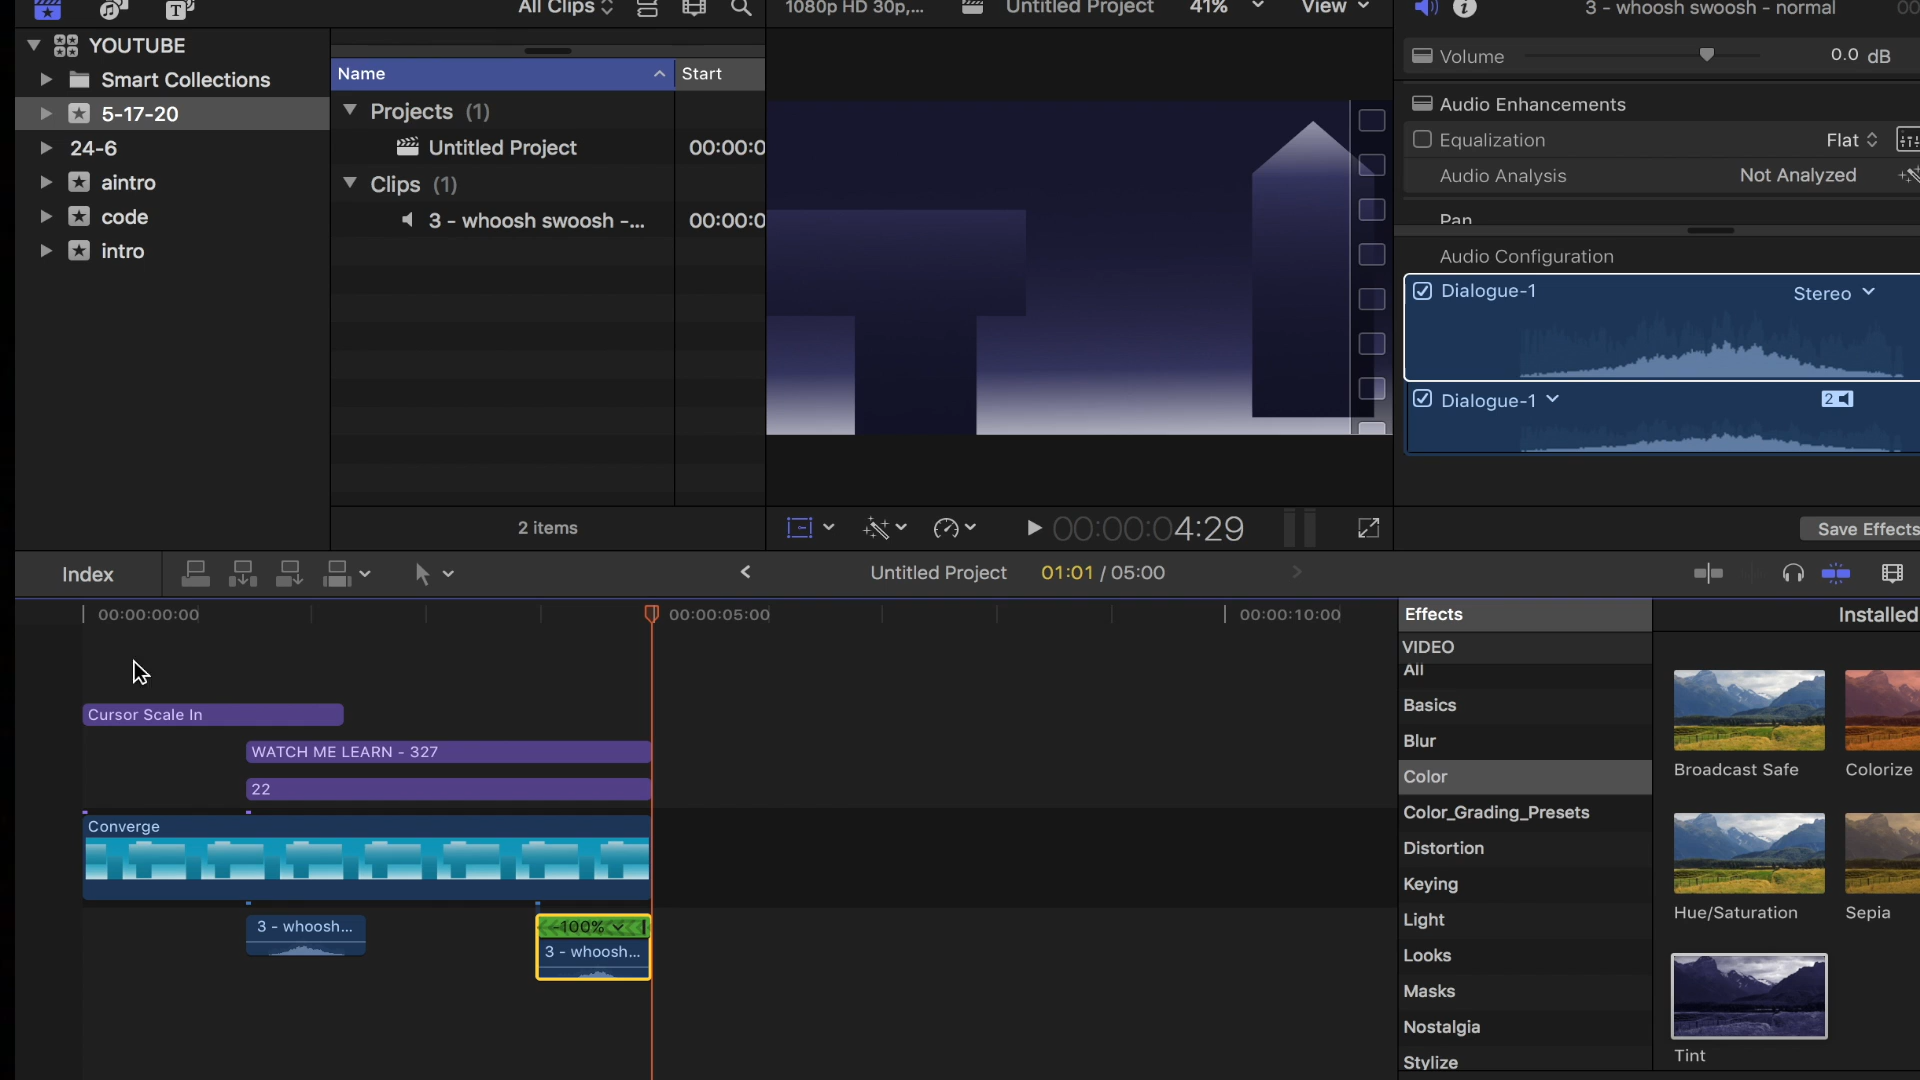 All Clips
1080p HD 30p,...
Untitled Project
41%
View
3 - whoosh swoosh - normal
YOUTUBE
Smart Collections
5-17-20
24-6
aintro
code
intro
Name
Start
Projects (1)
Untitled Project
00:00:0
Clips (1)
3 - whoosh swoosh -...
00:00:0
2 items
Volume
0.0 dB
Audio Enhancements
Equalization
Flat
Audio Analysis
Not Analyzed
Pan
Audio Configuration
Dialogue-1
Stereo
Dialogue-1
2
Save Effects
00:00:04:29
Index
Untitled Project
01:01 / 05:00
00:00:00:00
00:00:05:00
00:00:10:00
Cursor Scale In
WATCH ME LEARN - 327
22
Converge
3 - whoosh...
-100%
3 - whoosh...
Effects
Installed
VIDEO
All
Basics
Blur
Color
Color_Grading_Presets
Distortion
Keying
Light
Looks
Masks
Nostalgia
Stylize
Broadcast Safe
Colorize
Hue/Saturation
Sepia
Tint